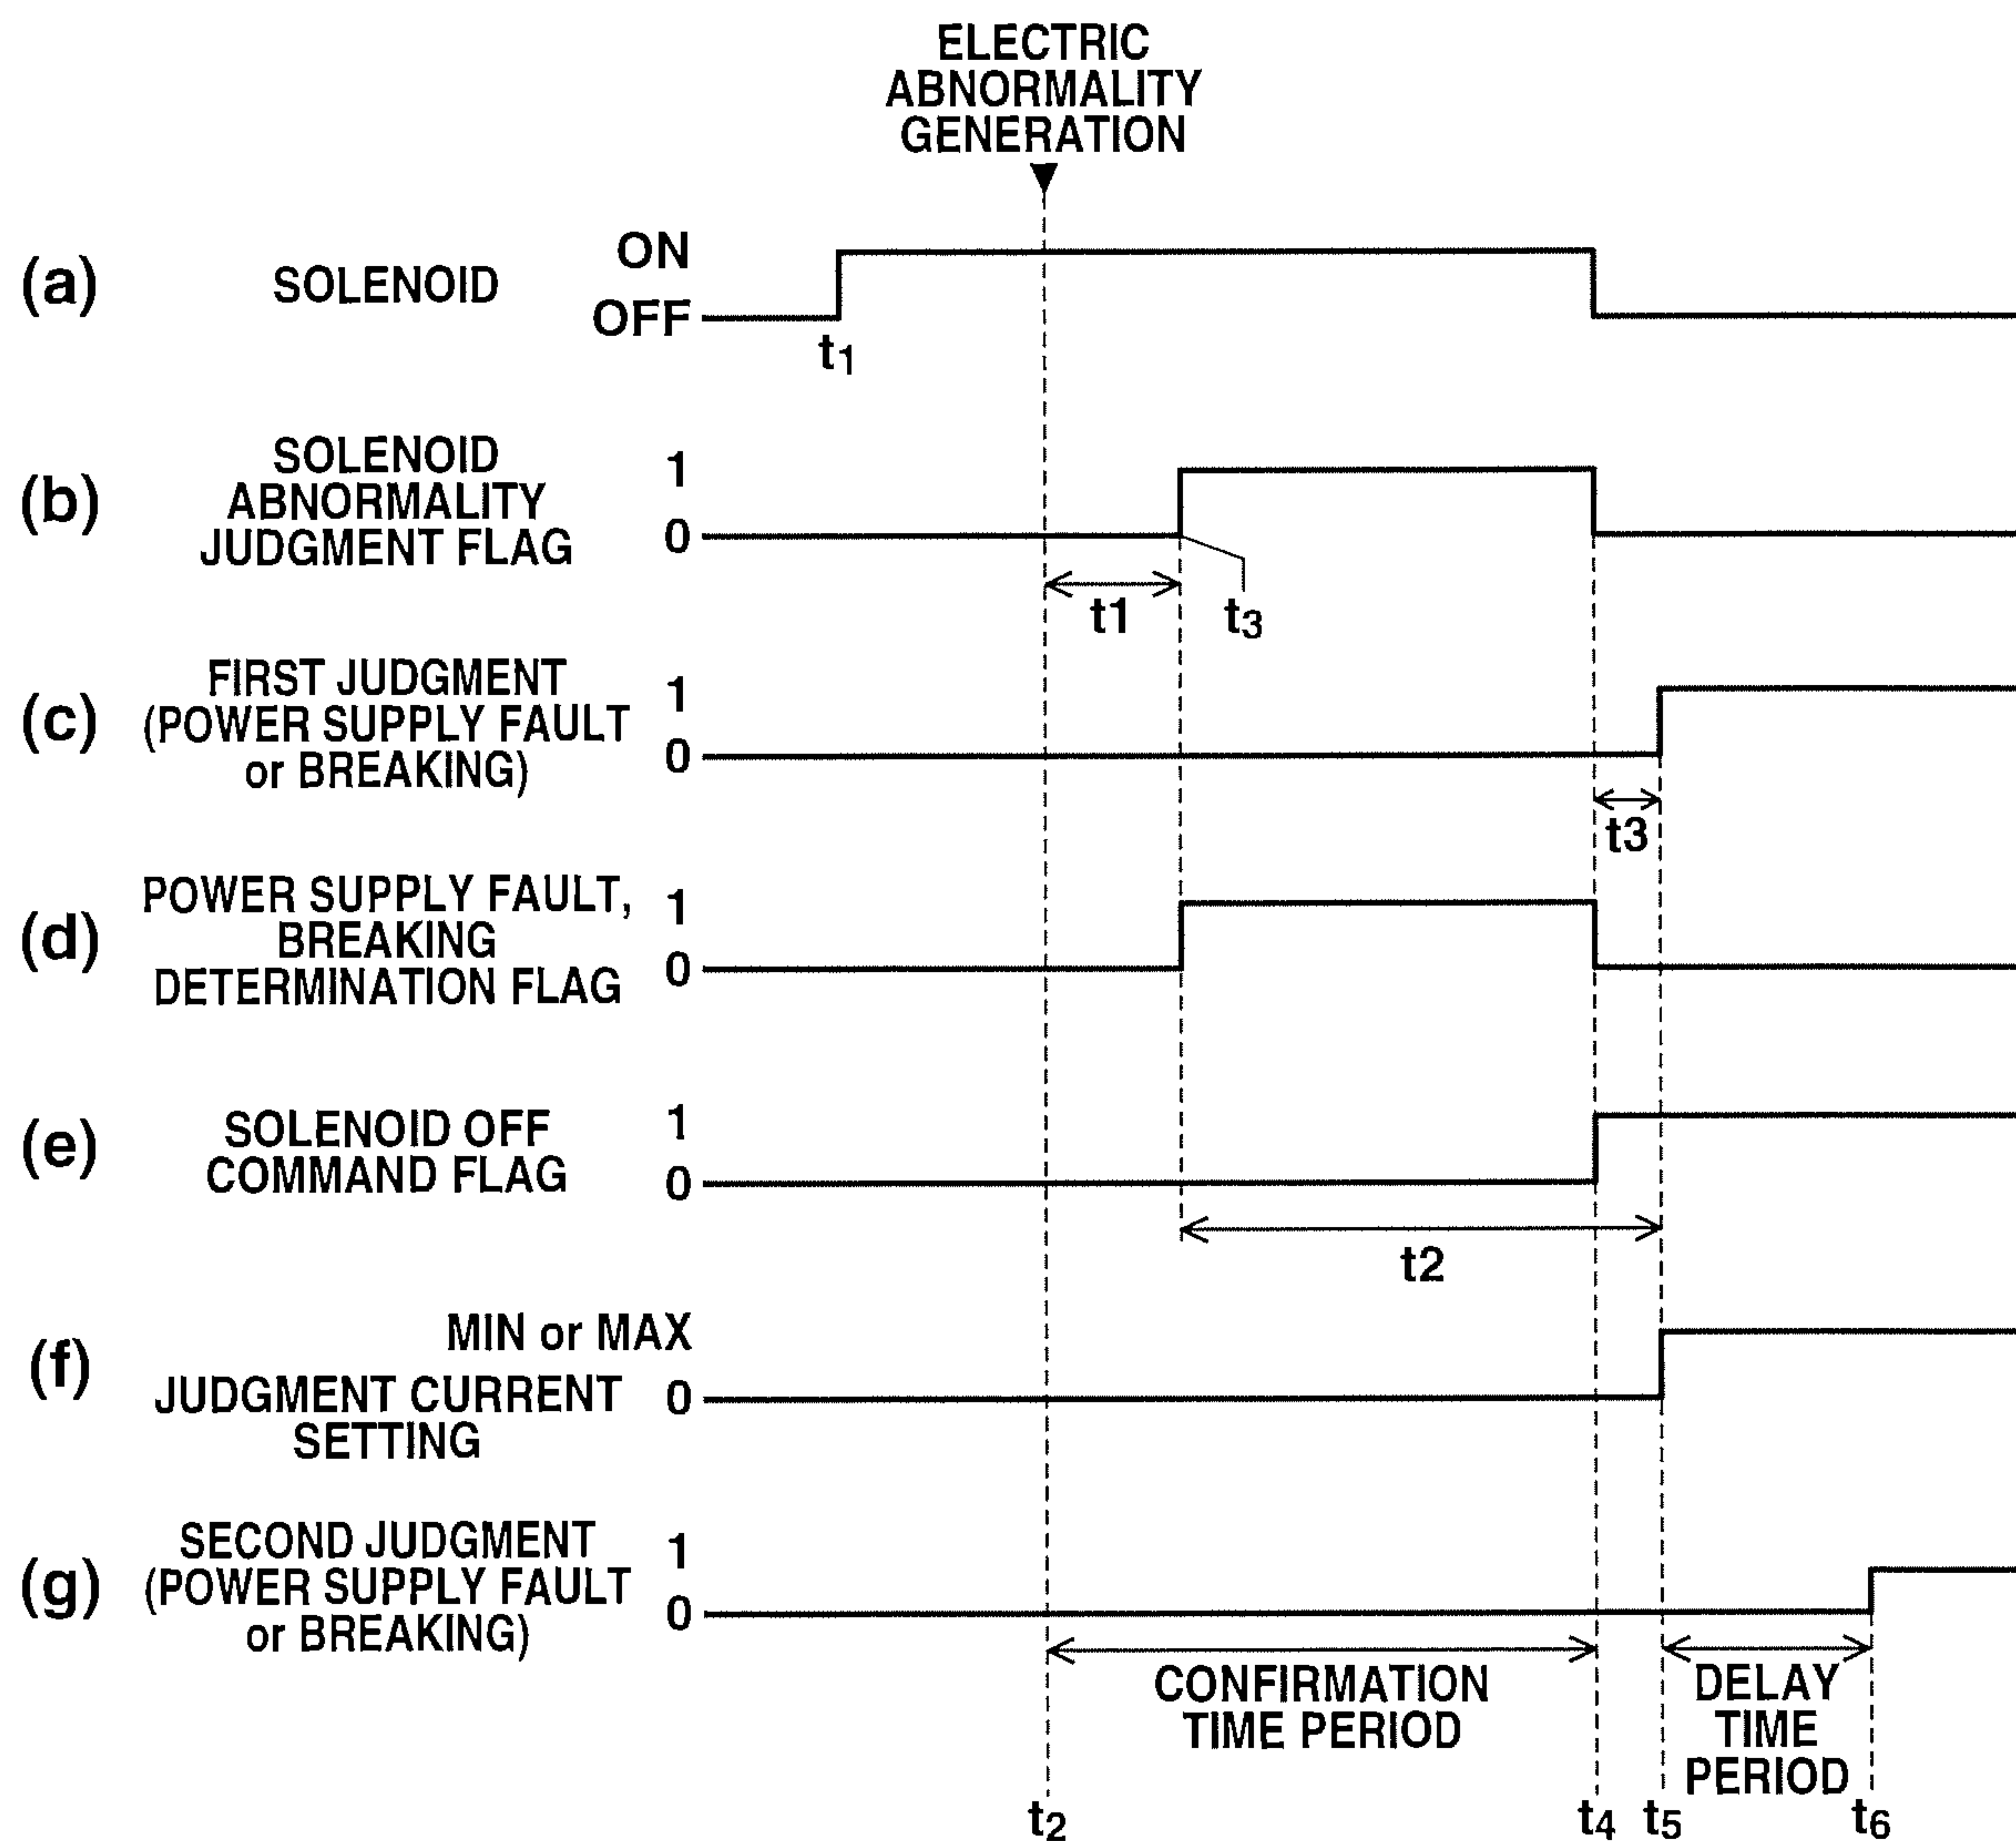 ELECTRIC
ABNORMALITY
GENERATION
(a)
SOLENOID
ON
OFF
t₁
(b)
SOLENOID
ABNORMALITY
JUDGMENT FLAG
1
0
t1
t₃
(c)
FIRST JUDGMENT
(POWER SUPPLY FAULT
or BREAKING)
1
0
t3
(d)
POWER SUPPLY FAULT,
BREAKING
DETERMINATION FLAG
1
0
(e)
SOLENOID OFF
COMMAND FLAG
1
0
t2
(f)
MIN or MAX
JUDGMENT CURRENT
SETTING
0
(g)
SECOND JUDGMENT
(POWER SUPPLY FAULT
or BREAKING)
1
0
CONFIRMATION
TIME PERIOD
DELAY
TIME
PERIOD
t₂
t₄
t₅
t₆